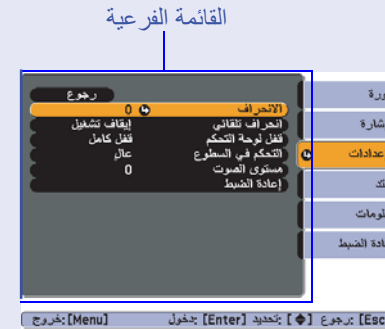 القائمة الفرعية
رجوع
الانحراف 0
انحراف تلقائي إيقاف تشغيل
قفل لوحة التحكم قفل كامل
التحكم في السطوع عالٍ
مستوى الصوت 0
إعادة الضبط
ورة
شارة
عدادات
تد
لومات
ادة الضبط
[Esc] :رجوع [ ] :تحديد [Enter] :دخول [Menu] :خروج